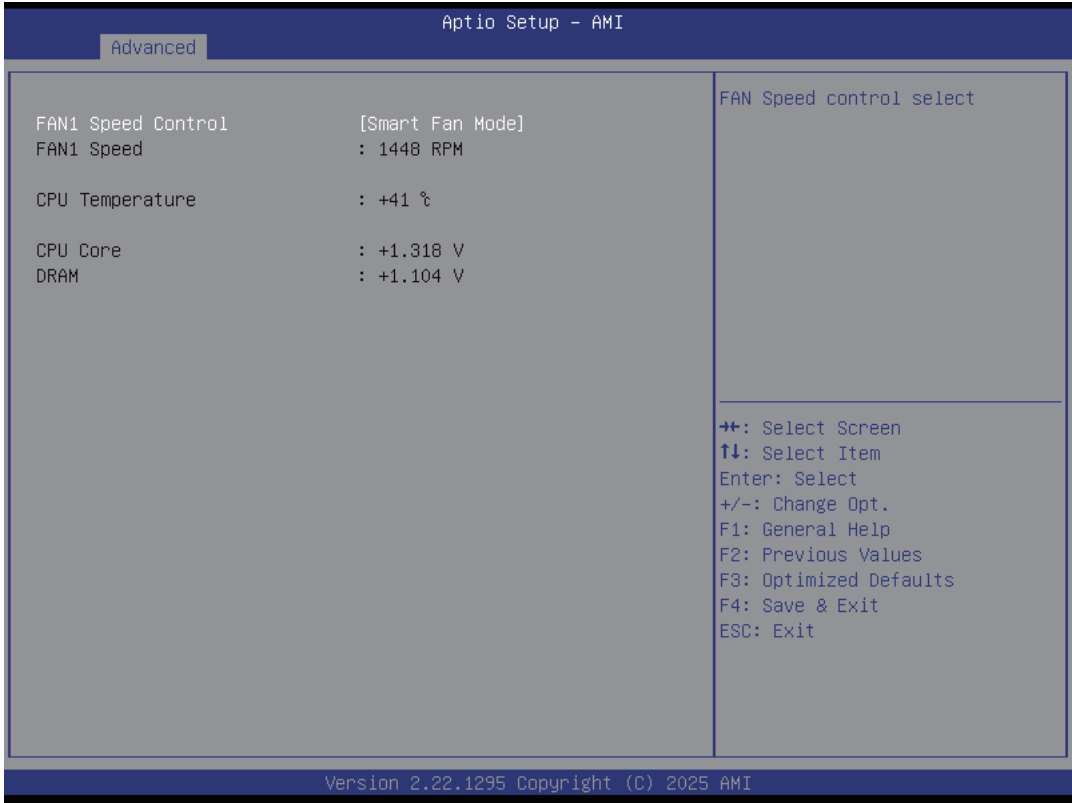 Aptio Setup – AMI
Advanced
FAN1 Speed Control [Smart Fan Mode]
FAN1 Speed : 1448 RPM
CPU Temperature : +41 ℃
CPU Core : +1.318 V
DRAM : +1.104 V
FAN Speed control select
→←: Select Screen
↑↓: Select Item
Enter: Select
+/-: Change Opt.
F1: General Help
F2: Previous Values
F3: Optimized Defaults
F4: Save & Exit
ESC: Exit
Version 2.22.1295 Copyright (C) 2025 AMI